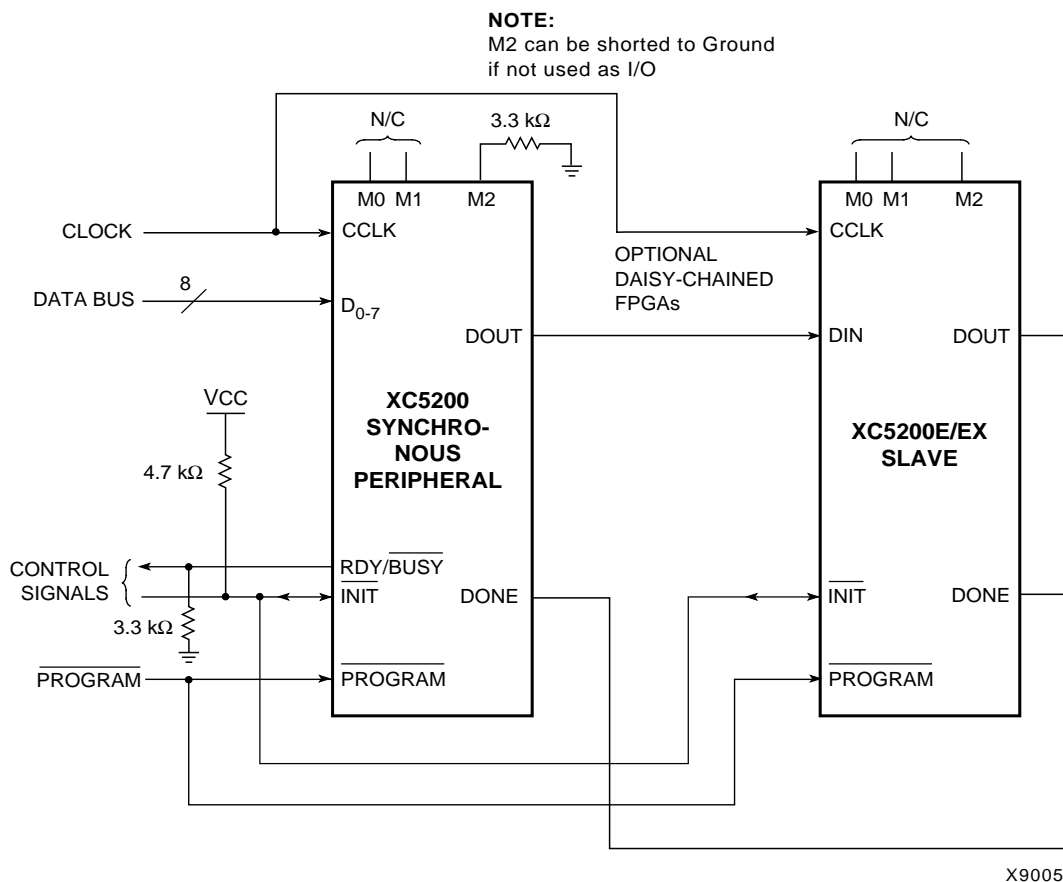 NOTE:
M2 can be shorted to Ground
if not used as I/O
N/C
3.3 kΩ
N/C
M0 M1
M2
M0 M1
M2
CLOCK
CCLK
CCLK
OPTIONAL
DAISY-CHAINED
FPGAs
8
DATA BUS
D0-7
DOUT
DIN
DOUT
VCC
XC5200
SYNCHRO-
NOUS
PERIPHERAL
XC5200E/EX
SLAVE
4.7 kΩ
CONTROL
SIGNALS
RDY/BUSY
INIT
DONE
INIT
DONE
3.3 kΩ
PROGRAM
PROGRAM
PROGRAM
X9005